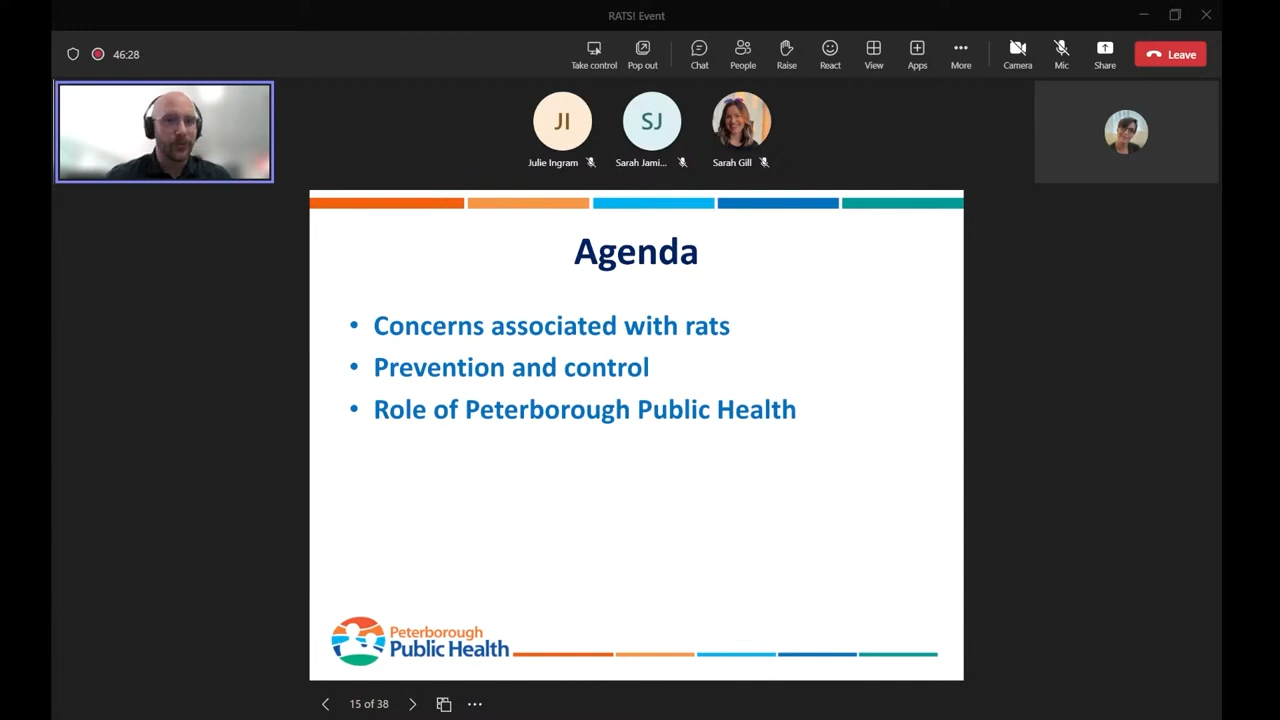 RATS! Event
46:28
Take control
Pop out
Chat
People
Raise
React
View
Apps
More
Camera
Mic
Share
Leave
JI
SJ
Julie Ingram
Sarah Jami...
Sarah Gill
Agenda
• Concerns associated with rats
• Prevention and control
• Role of Peterborough Public Health
Peterborough
Public Health
15 of 38